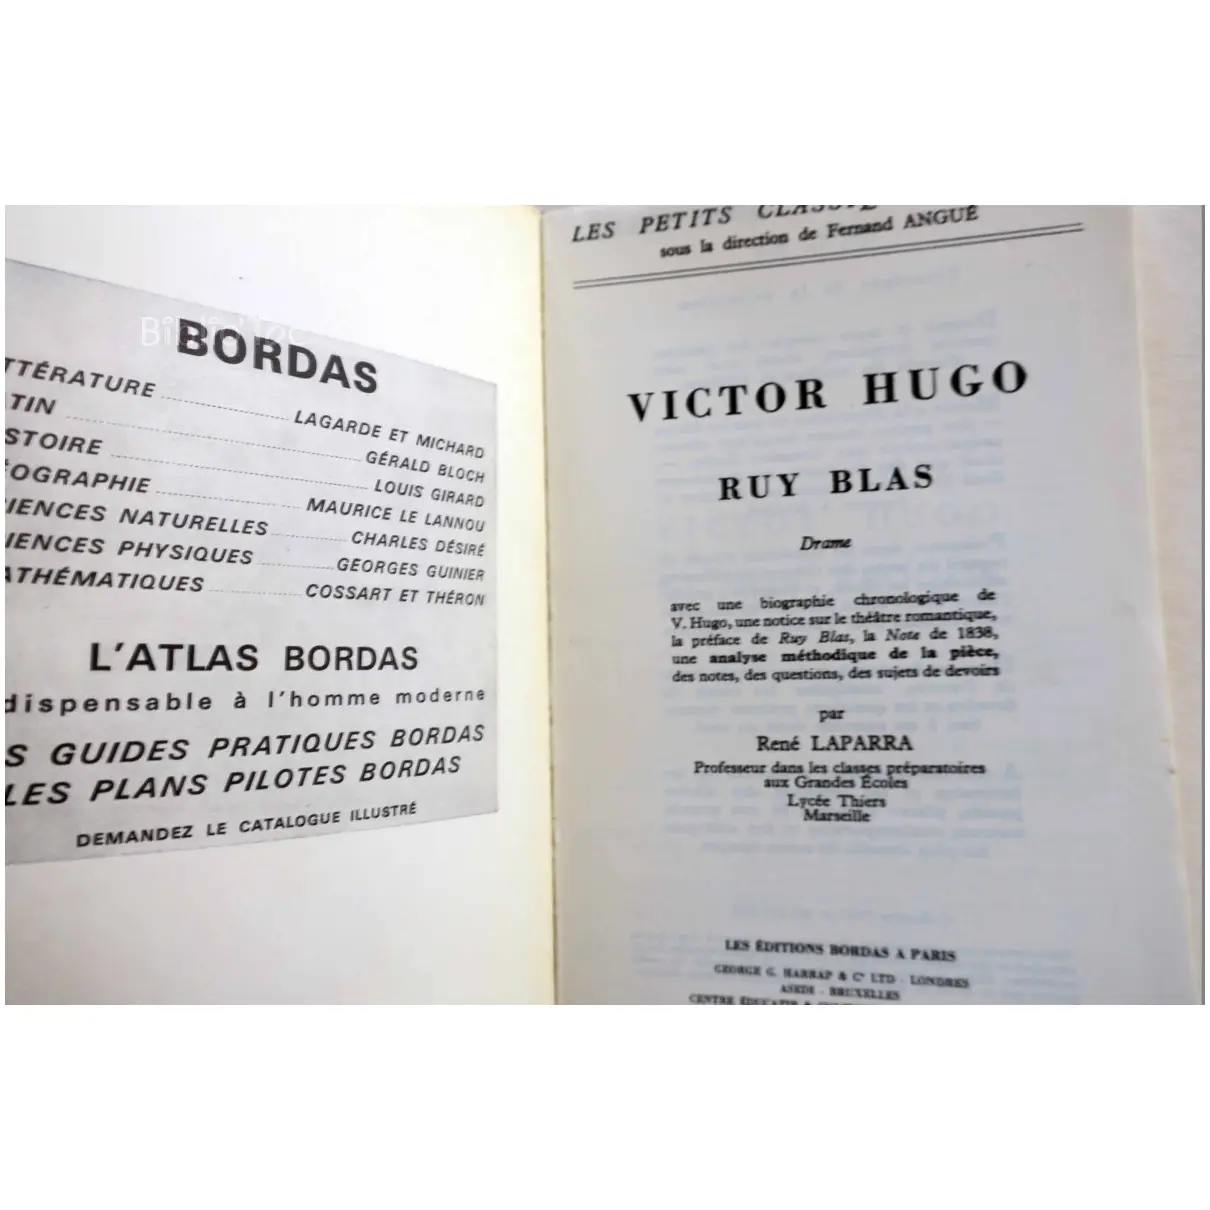 BORDAS
TTÉRATURE LAGARDE ET MICHARD
TIN GÉRALD BLOCH
STOIRE LOUIS GIRARD
ÉOGRAPHIE MAURICE LE LANNOU
IENCES NATURELLES CHARLES DÉSIRÉ
IENCES PHYSIQUES GEORGES GUINIER
ATHÉMATIQUES COSSART ET THÉRON
L'ATLAS BORDAS
dispensable à l'homme moderne
S GUIDES PRATIQUES BORDAS
LES PLANS PILOTES BORDAS
DEMANDEZ LE CATALOGUE ILLUSTRÉ
LES PETITS
sous la direction de Fernand ANGUÉ
VICTOR HUGO
RUY BLAS
Drame
avec une biographie chronologique de
V. Hugo, une notice sur le théâtre romantique,
la préface de Ruy Blas, la Note de 1838,
une analyse méthodique de la pièce,
des notes, des questions, des sujets de devoirs
par
René LAPARRA
Professeur dans les classes préparatoires
aux Grandes Écoles
Lycée Thiers
Marseille
LES ÉDITIONS BORDAS A PARIS
GEORGE G. HARRAP & C° LTD - LONDRES
ASEDI - BRUXELLES
CENTRE ÉDUCATIF &